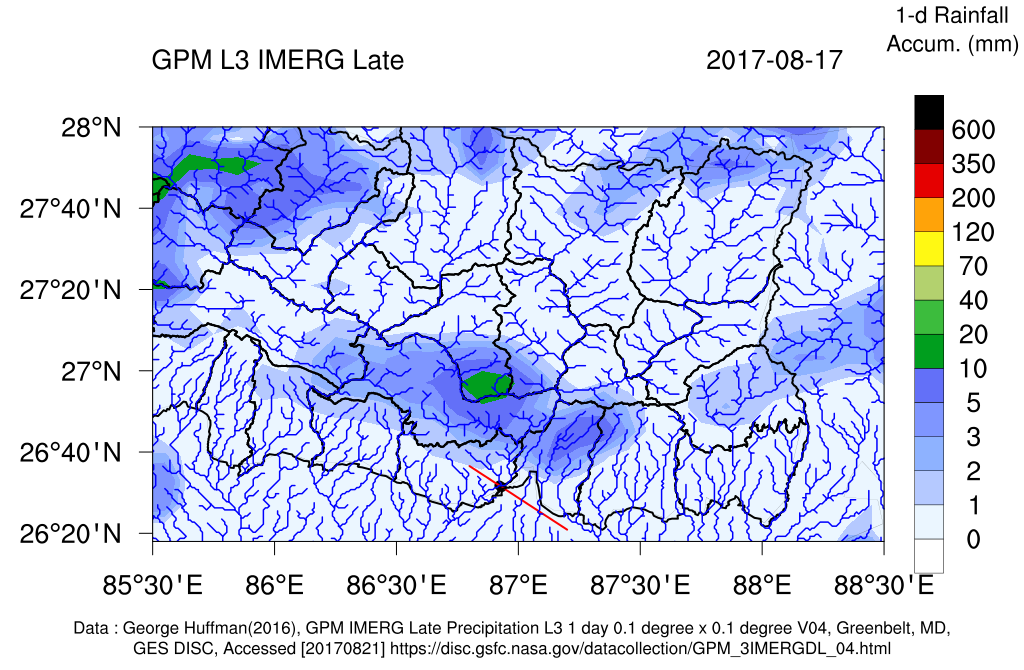 1-d Rainfall
Accum. (mm)
GPM L3 IMERG Late
2017-08-17
28°N
27°40'N
27°20'N
27°N
26°40'N
26°20'N
85°30'E
86°E
86°30'E
87°E
87°30'E
88°E
88°30'E
600
350
200
120
70
40
20
10
5
3
2
1
0
Data : George Huffman(2016), GPM IMERG Late Precipitation L3 1 day 0.1 degree x 0.1 degree V04, Greenbelt, MD,
GES DISC, Accessed [20170821] https://disc.gsfc.nasa.gov/datacollection/GPM_3IMERGDL_04.html